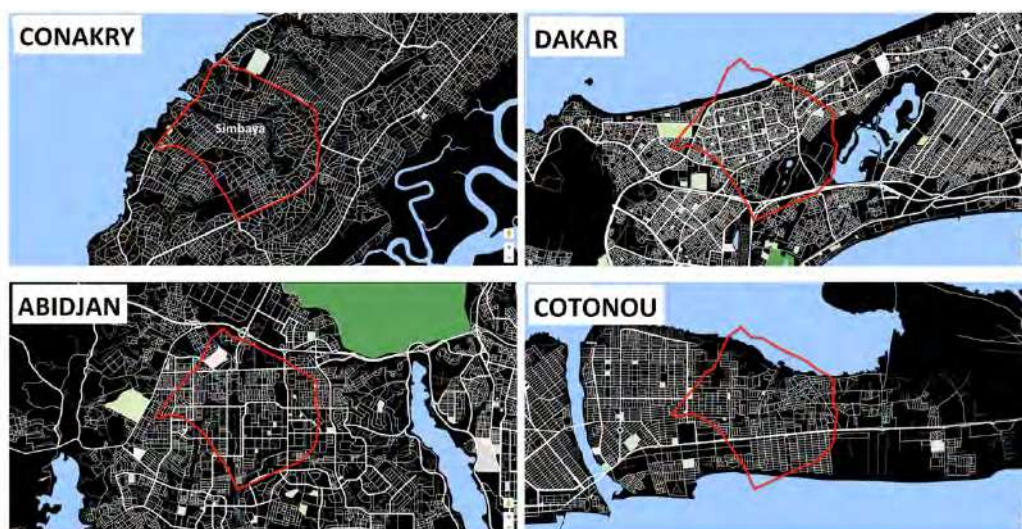 CONAKRY
Simbaya
DAKAR
ABIDJAN
COTONOU